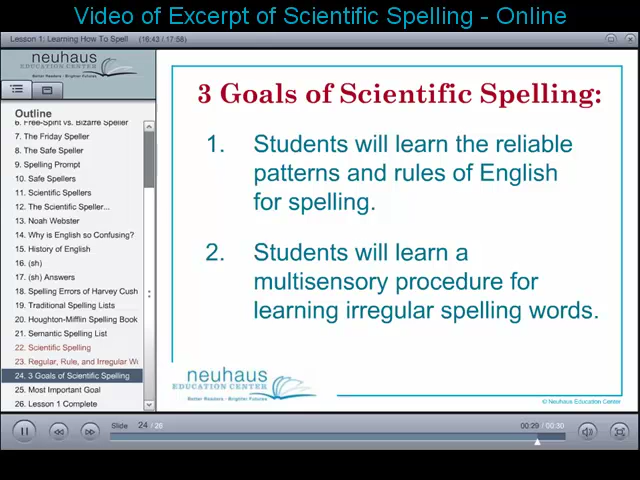 Video of Excerpt of Scientific Spelling - Online
Lesson 1: Learning How To Spell (16:43 / 17:58)
neuhaus
EDUCATION CENTER
Better Readers - Brighter Futures
Outline
6. Free-Spirit vs. Bizarre Speller
7. The Friday Speller
8. The Safe Speller
9. Spelling Prompt
10. Safe Spellers
11. Scientific Spellers
12. The Scientific Speller...
13. Noah Webster
14. Why is English so Confusing?
15. History of English
16. (sh)
17. (sh) Answers
18. Spelling Errors of Harvey Cush
19. Traditional Spelling Lists
20. Houghton-Mifflin Spelling Book
21. Semantic Spelling List
22. Scientific Spelling
23. Regular, Rule, and Irregular W
24. 3 Goals of Scientific Spelling
25. Most Important Goal
26. Lesson 1 Complete
3 Goals of Scientific Spelling:
1. Students will learn the reliable
patterns and rules of English
for spelling.
2. Students will learn a
multisensory procedure for
learning irregular spelling words.
neuhaus
EDUCATION CENTER
Better Readers - Brighter Futures
© Neuhaus Education Center
Slide 24 / 26
00:29 / 00:30